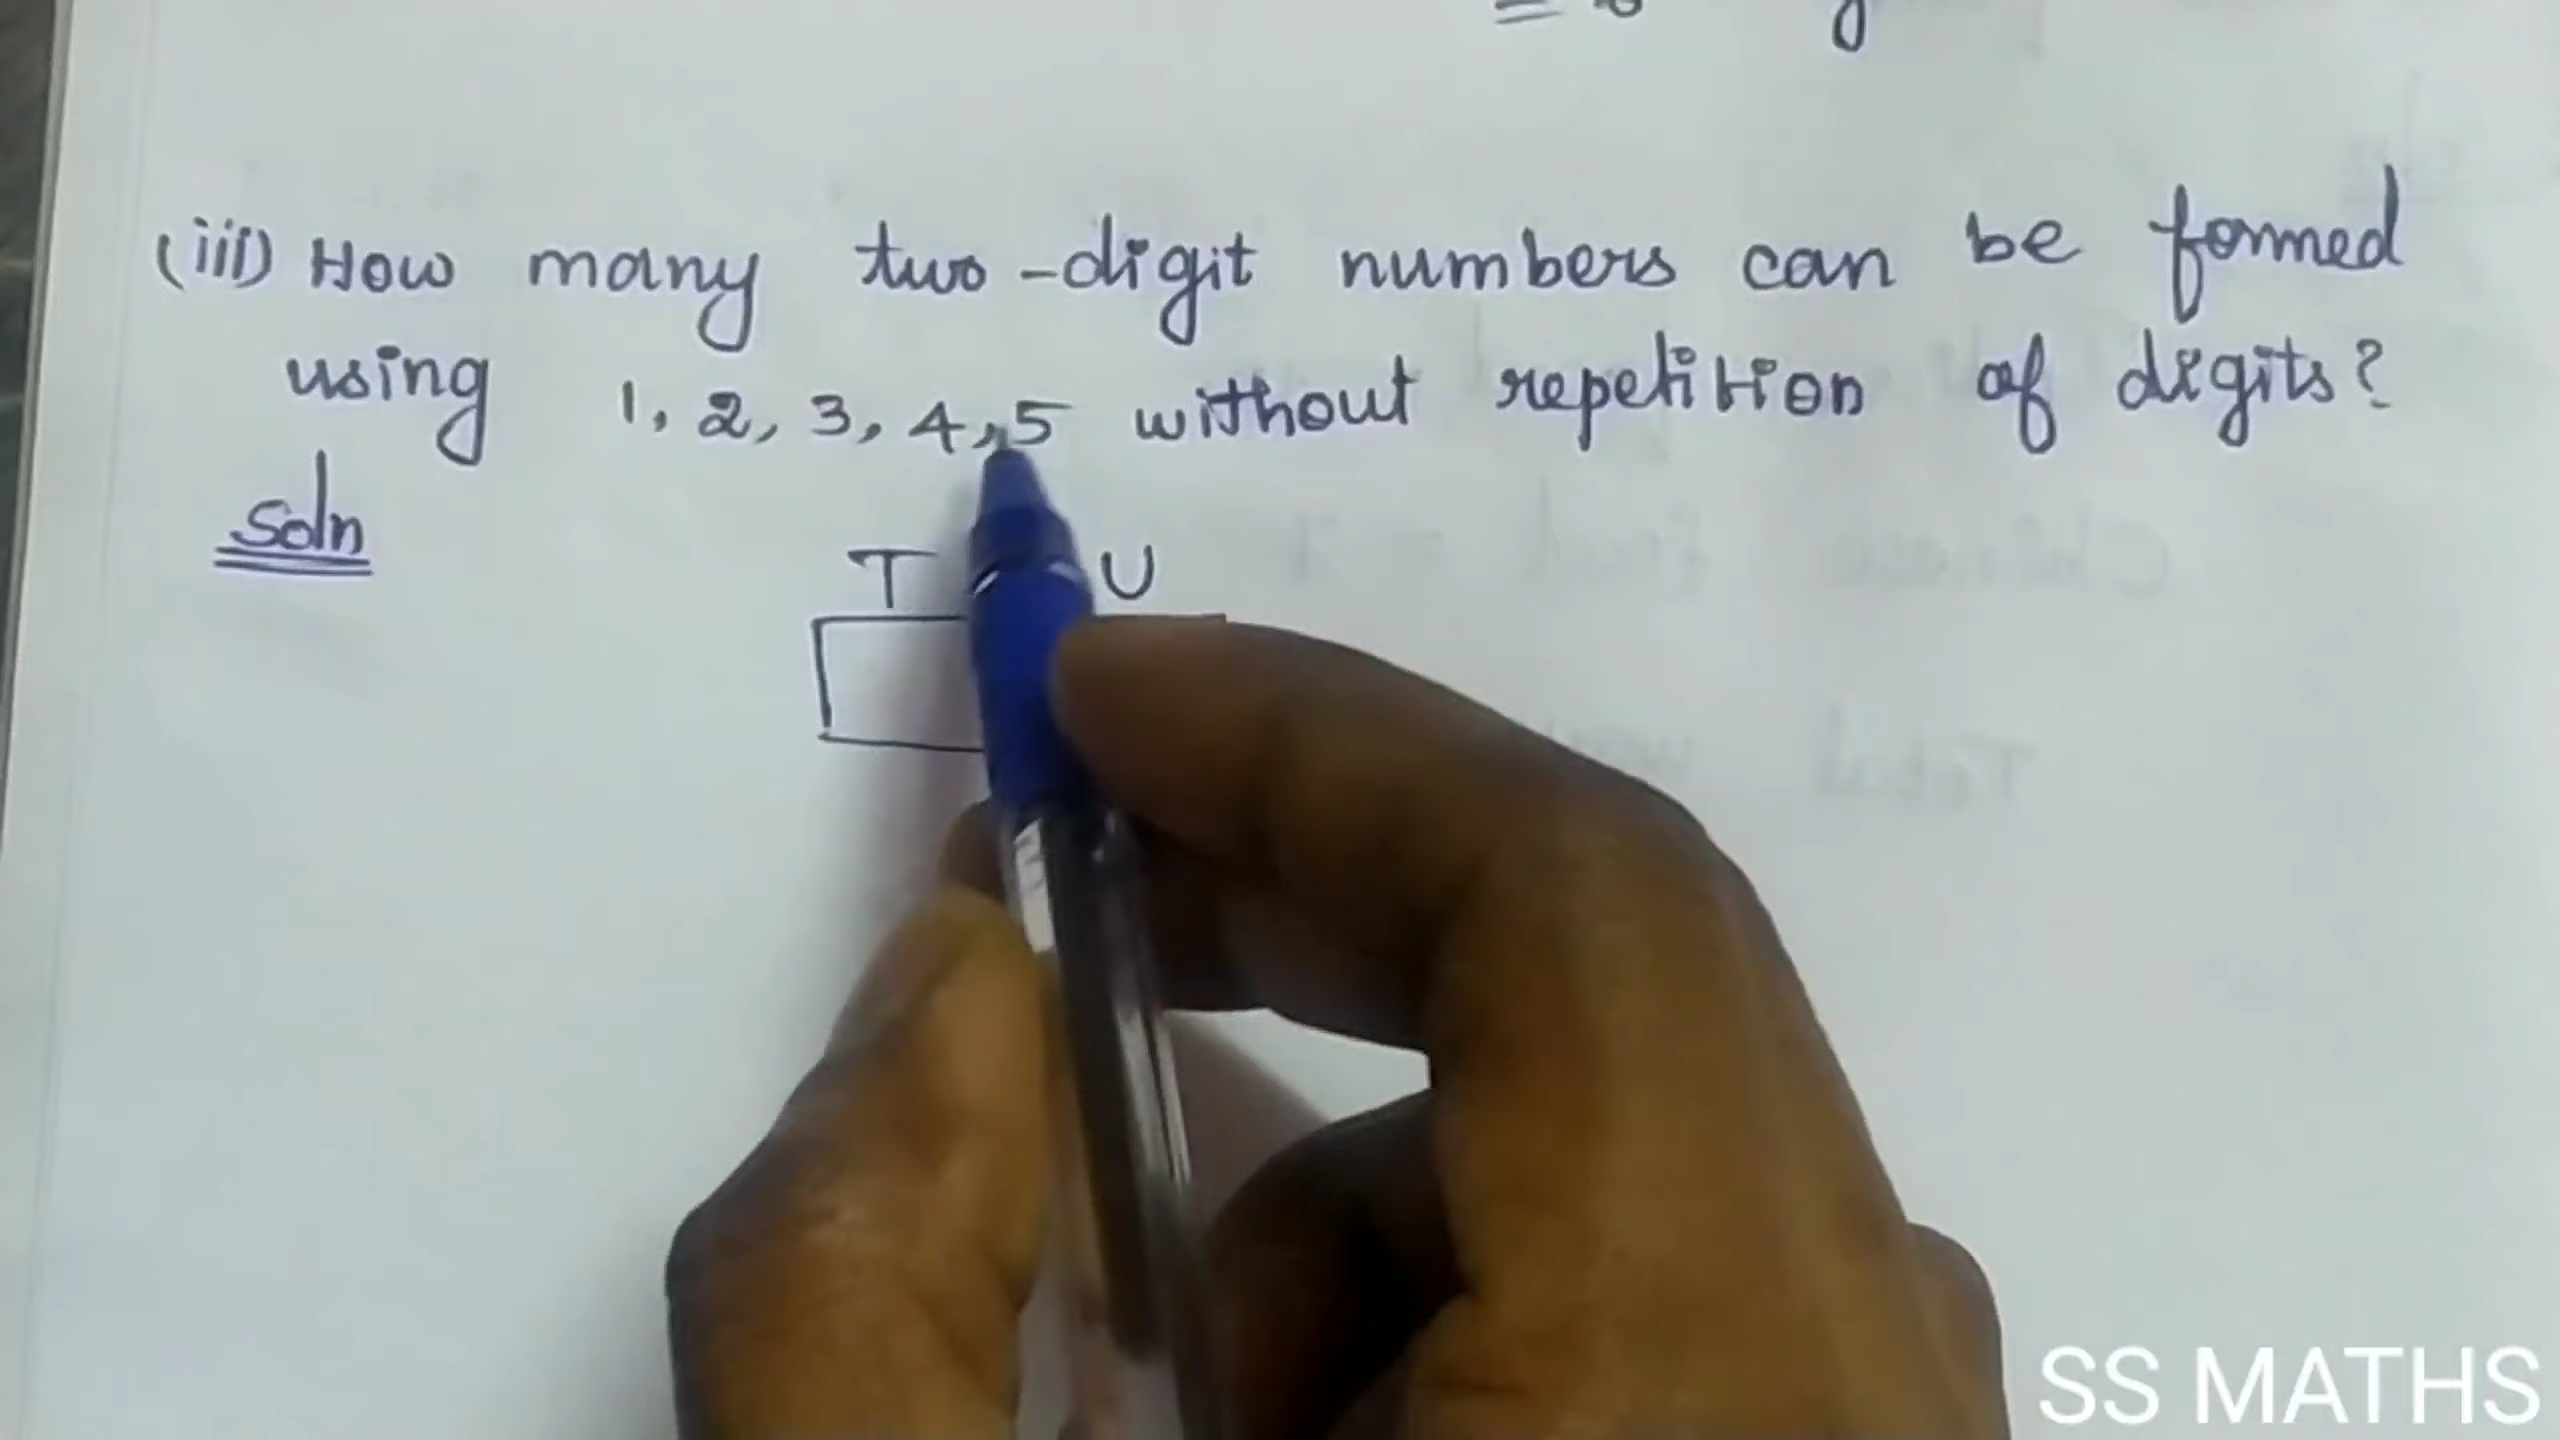 (iii) How many two-digit numbers can be formed
using 1, 2, 3, 4, 5 without repetition of digits?
Soln
T U
SS MATHS